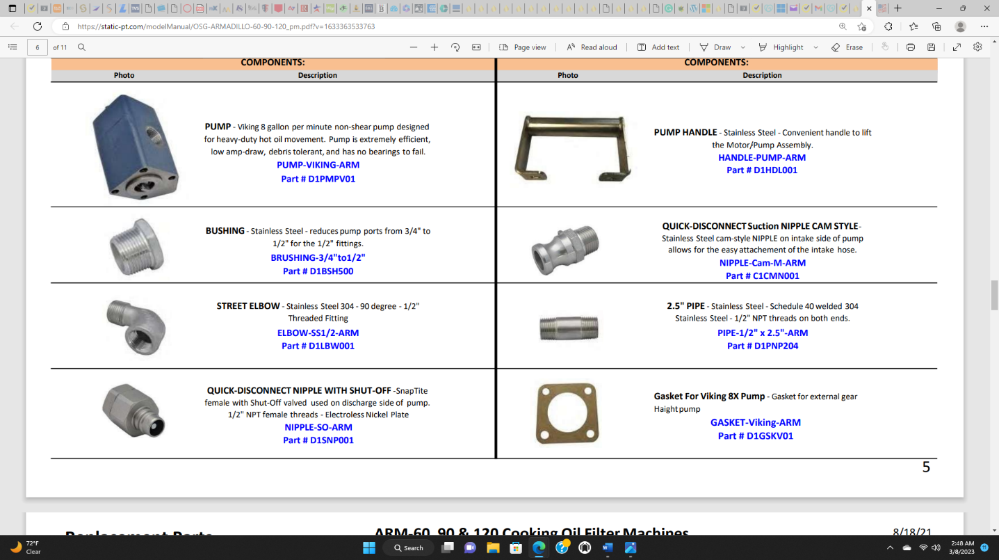 https://static-pt.com/modelManual/OSG-ARMADILLO-60-90-120_pm.pdf?v=1633363533763
6 of 11
Page view
Read aloud
Add text
Draw
Highlight
Erase
COMPONENTS:
Photo Description
PUMP - Viking 8 gallon per minute non-shear pump designed
for heavy-duty hot oil movement. Pump is extremely efficient,
low amp-draw, debris tolerant, and has no bearings to fail.
PUMP-VIKING-ARM
Part # D1PMPV01
BUSHING - Stainless Steel - reduces pump ports from 3/4" to
1/2" for the 1/2" fittings.
BRUSHING-3/4"to1/2"
Part # D1BSH500
STREET ELBOW - Stainless Steel 304 - 90 degree - 1/2"
Threaded Fitting
ELBOW-SS1/2-ARM
Part # D1LBW001
QUICK-DISCONNECT NIPPLE WITH SHUT-OFF -SnapTite
female with Shut-Off valved used on discharge side of pump.
1/2" NPT female threads - Electroless Nickel Plate
NIPPLE-SO-ARM
Part # D1SNP001
COMPONENTS:
Photo Description
PUMP HANDLE - Stainless Steel - Convenient handle to lift
the Motor/Pump Assembly.
HANDLE-PUMP-ARM
Part # D1HDL001
QUICK-DISCONNECT Suction NIPPLE CAM STYLE-
Stainless Steel cam-style NIPPLE on intake side of pump
allows for the easy attachement of the intake hose.
NIPPLE-Cam-M-ARM
Part # C1CMN001
2.5" PIPE - Stainless Steel - Schedule 40 welded 304
Stainless Steel - 1/2" NPT threads on both ends.
PIPE-1/2" x 2.5"-ARM
Part # D1PNP204
Gasket For Viking 8X Pump - Gasket for external gear
Haight pump
GASKET-Viking-ARM
Part # D1GSKV01
5
Replacement Parts
ARM-60, 90 & 120 Cooking Oil Filter Machines
8/18/21
72°F
Clear
Search
2:48 AM
3/8/2023